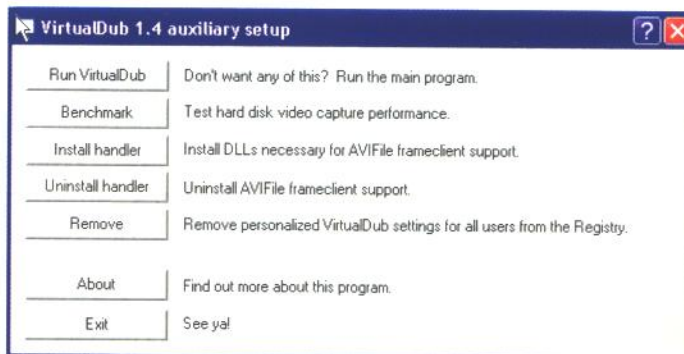 VirtualDub 1.4 auxiliary setup
Run VirtualDub Don't want any of this? Run the main program.
Benchmark Test hard disk video capture performance.
Install handler Install DLLs necessary for AVIFile frameclient support.
Uninstall handler Uninstall AVIFile frameclient support.
Remove Remove personalized VirtualDub settings for all users from the Registry.
About Find out more about this program.
Exit See ya!